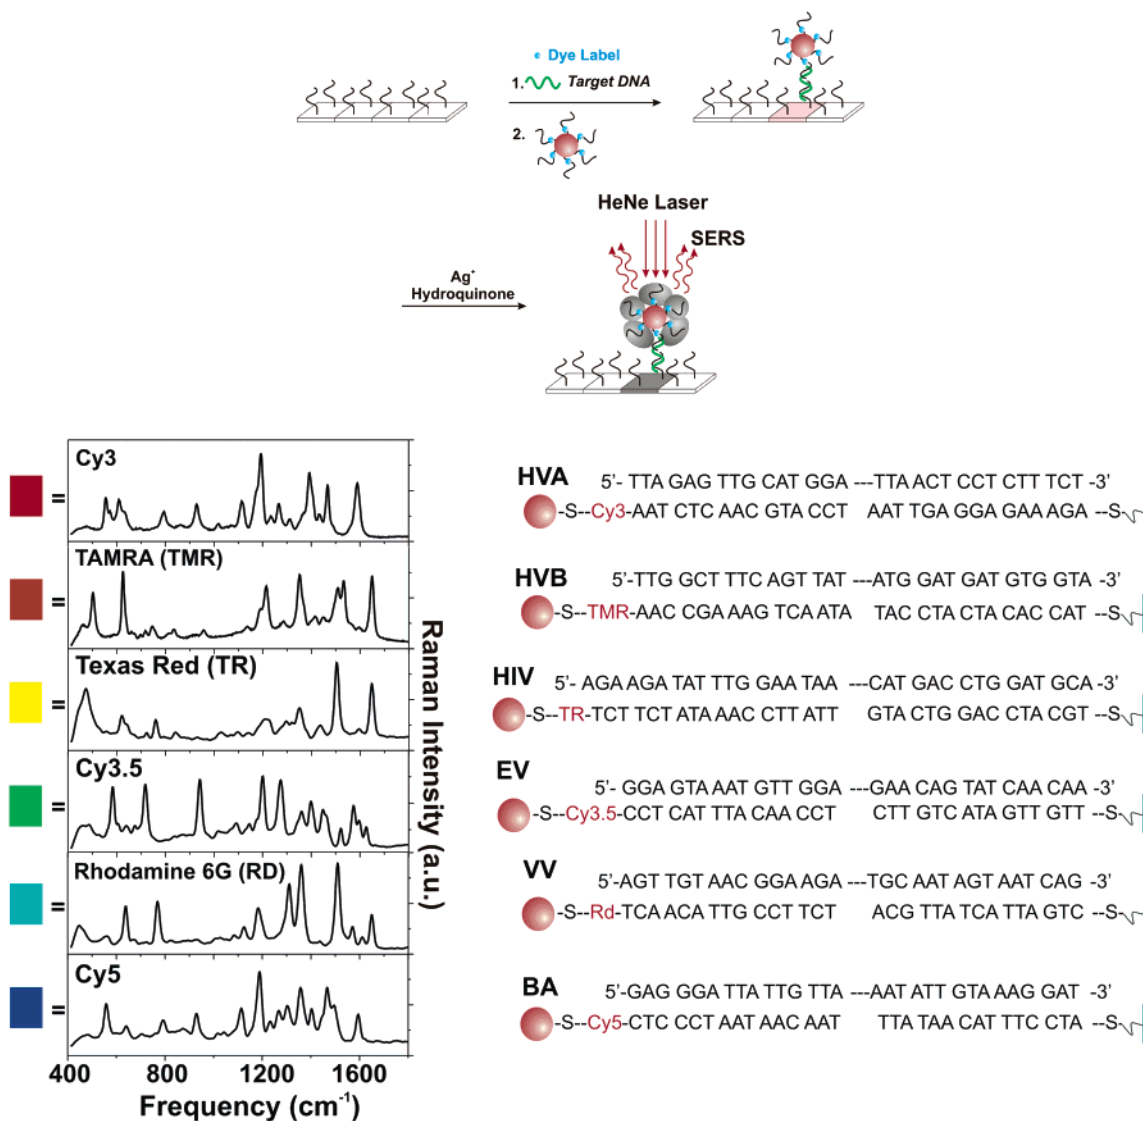 Dye Label
1. Target DNA
2.
HeNe Laser
SERS
Ag+
Hydroquinone
Cy3
=
TAMRA (TMR)
=
Texas Red (TR)
=
Cy3.5
=
Rhodamine 6G (RD)
=
Cy5
=
400 800 1200 1600
Frequency (cm-1)
Raman Intensity (a.u.)
HVA
5'- TTA GAG TTG CAT GGA ---TTA ACT CCT CTT TCT -3'
-S--Cy3-AAT CTC AAC GTA CCT AAT TGA GGA GAA AGA --S
HVB
5'-TTG GCT TTC AGT TAT ---ATG GAT GAT GTG GTA -3'
-S--TMR-AAC CGA AAG TCA ATA TAC CTA CTA CAC CAT --S
HIV
5'- AGA AGA TAT TTG GAA TAA ---CAT GAC CTG GAT GCA -3'
-S--TR-TCT TCT ATA AAC CTT ATT GTA CTG GAC CTA CGT --S
EV
5'- GGA GTA AAT GTT GGA ---GAA CAG TAT CAA CAA -3'
-S--Cy3.5-CCT CAT TTA CAA CCT CTT GTC ATA GTT GTT --S
VV
5'-AGT TGT AAC GGA AGA ---TGC AAT AGT AAT CAG -3'
-S--Rd-TCA ACA TTG CCT TCT ACG TTA TCA TTA GTC --S
BA
5'-GAG GGA TTA TTG TTA ---AAT ATT GTA AAG GAT -3'
-S--Cy5-CTC CCT AAT AAC AAT TTA TAA CAT TTC CTA --S